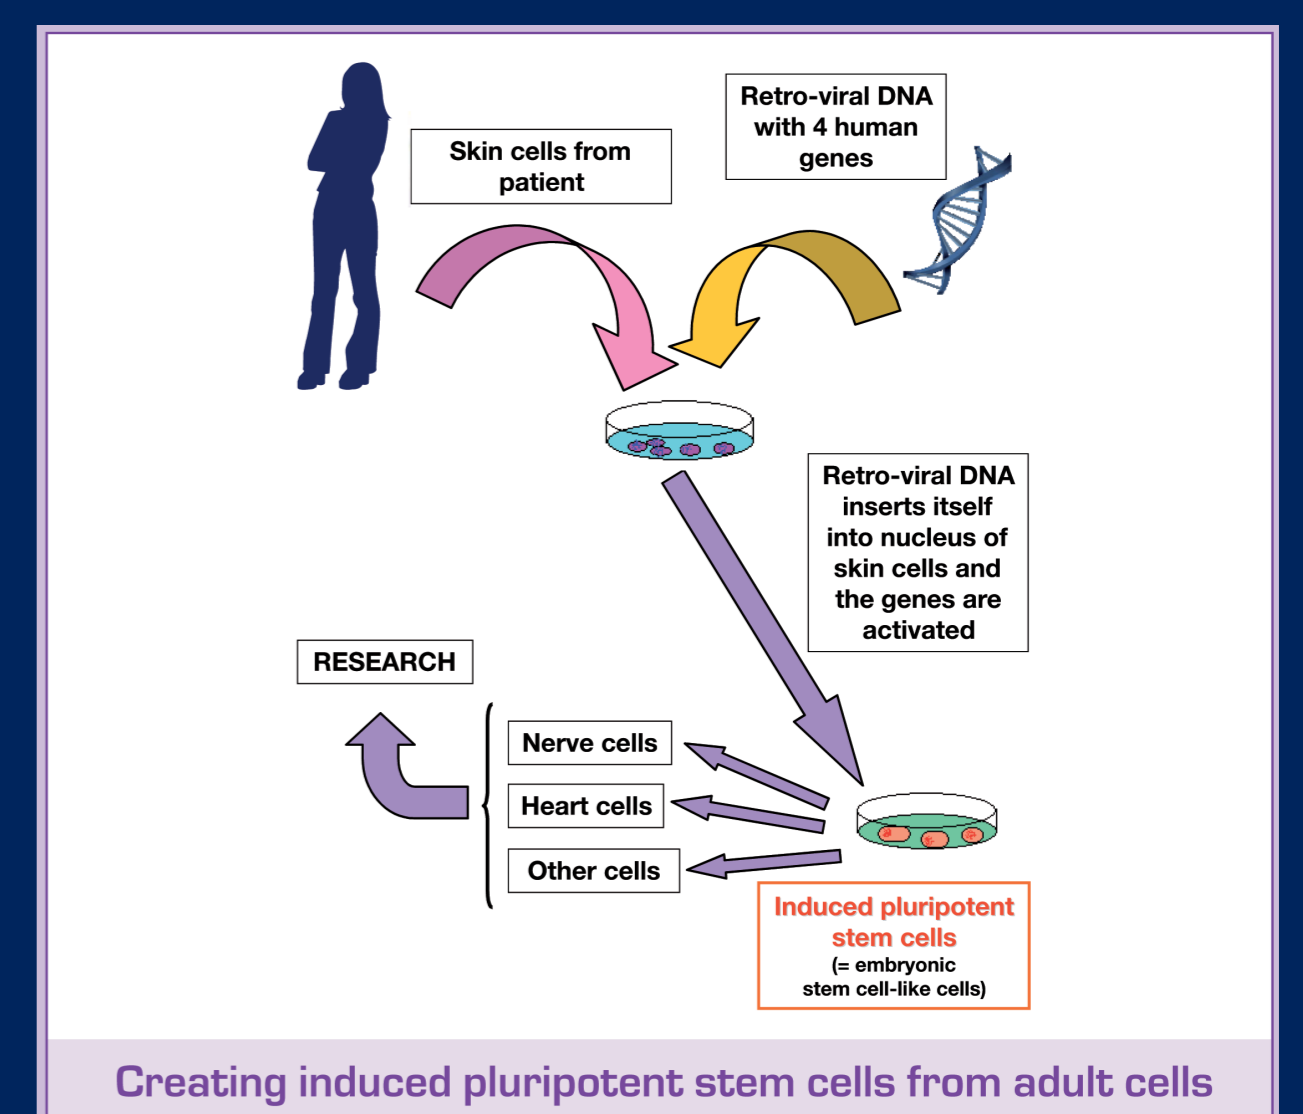 Skin cells from
patient
Retro-viral DNA
with 4 human
genes
Retro-viral DNA
inserts itself
into nucleus of
skin cells and
the genes are
activated
RESEARCH
Nerve cells
Heart cells
Other cells
Induced pluripotent
stem cells
(= embryonic
stem cell-like cells)
Creating induced pluripotent stem cells from adult cells